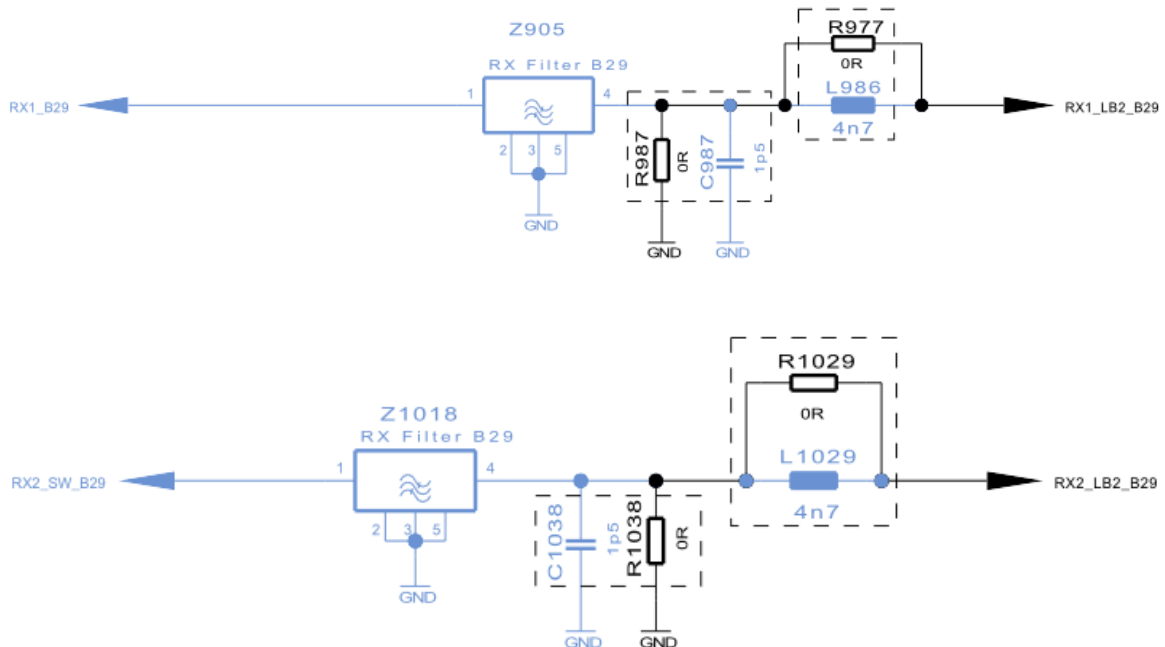 Z905
RX Filter B29
RX1_B29
1
4
2
3
5
GND
R987
0R
GND
C987
1p5
GND
R977
0R
L986
4n7
RX1_LB2_B29
Z1018
RX Filter B29
RX2_SW_B29
1
4
2
3
5
GND
C1038
1p5
GND
R1038
0R
GND
R1029
0R
L1029
4n7
RX2_LB2_B29